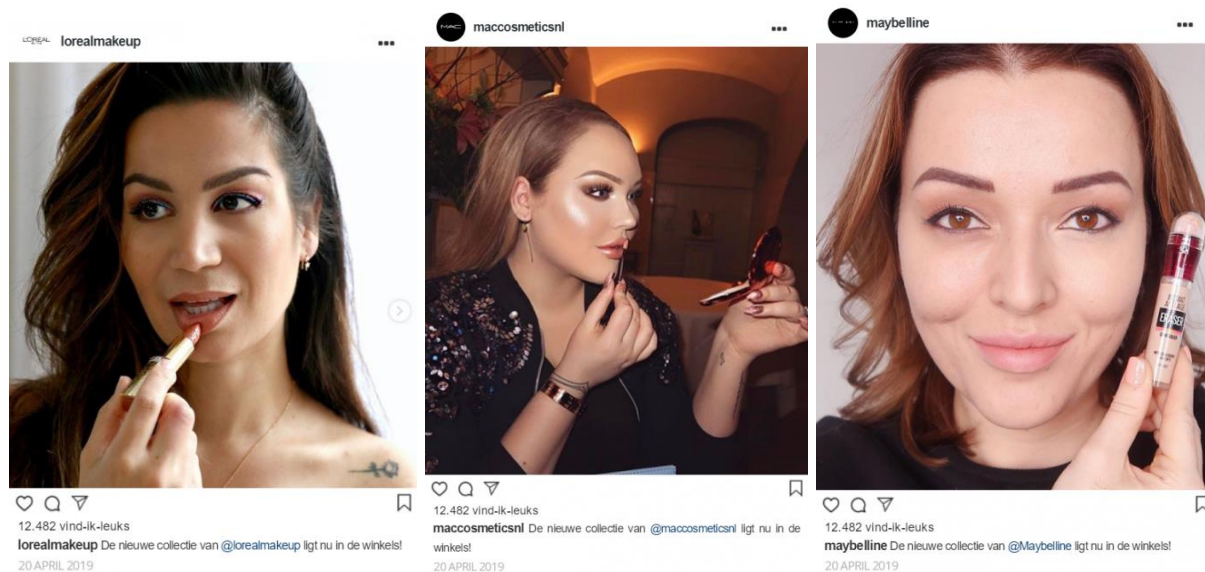 L'ORÉAL
lorealmakeup
12.482 vind-ik-leuks
lorealmakeup De nieuwe collectie van @lorealmakeup ligt nu in de winkels!
20 APRIL 2019
MAC
maccosmeticsnl
12.482 vind-ik-leuks
maccosmeticsnl De nieuwe collectie van @maccosmeticsnl ligt nu in de
winkels!
20 APRIL 2019
maybelline
ERASER
12.482 vind-ik-leuks
maybelline De nieuwe collectie van @Maybelline ligt nu in de winkels!
20 APRIL 2019